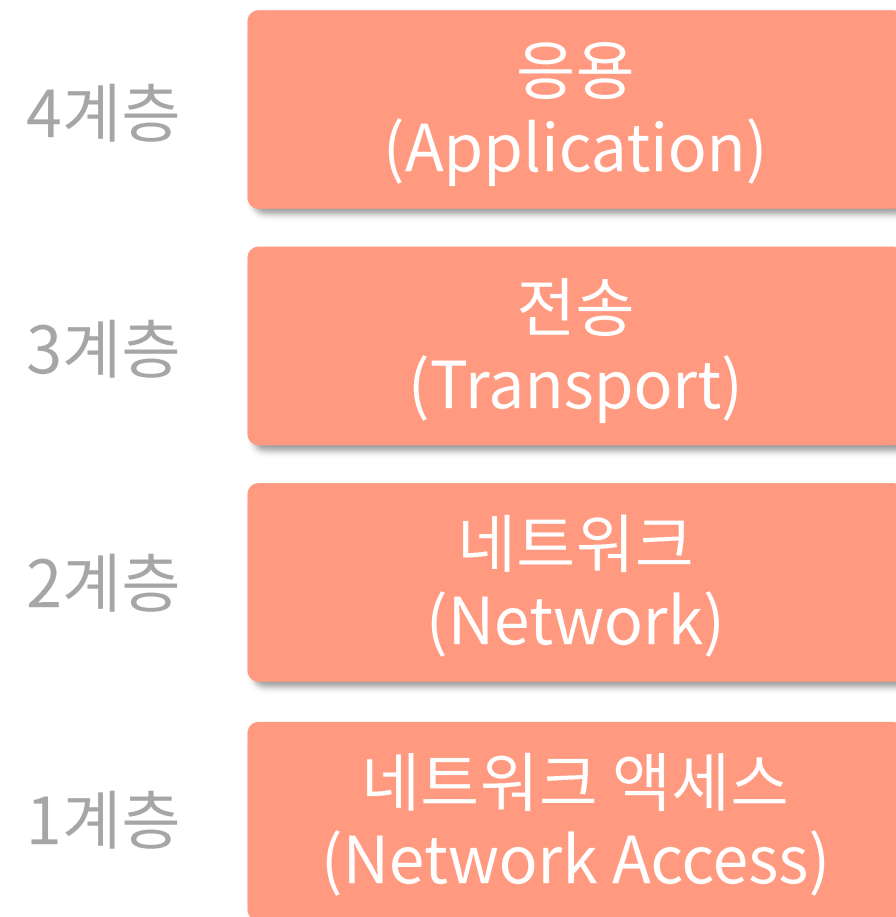 4계층
응용
(Application)
3계층
전송
(Transport)
2계층
네트워크
(Network)
1계층
네트워크 액세스
(Network Access)